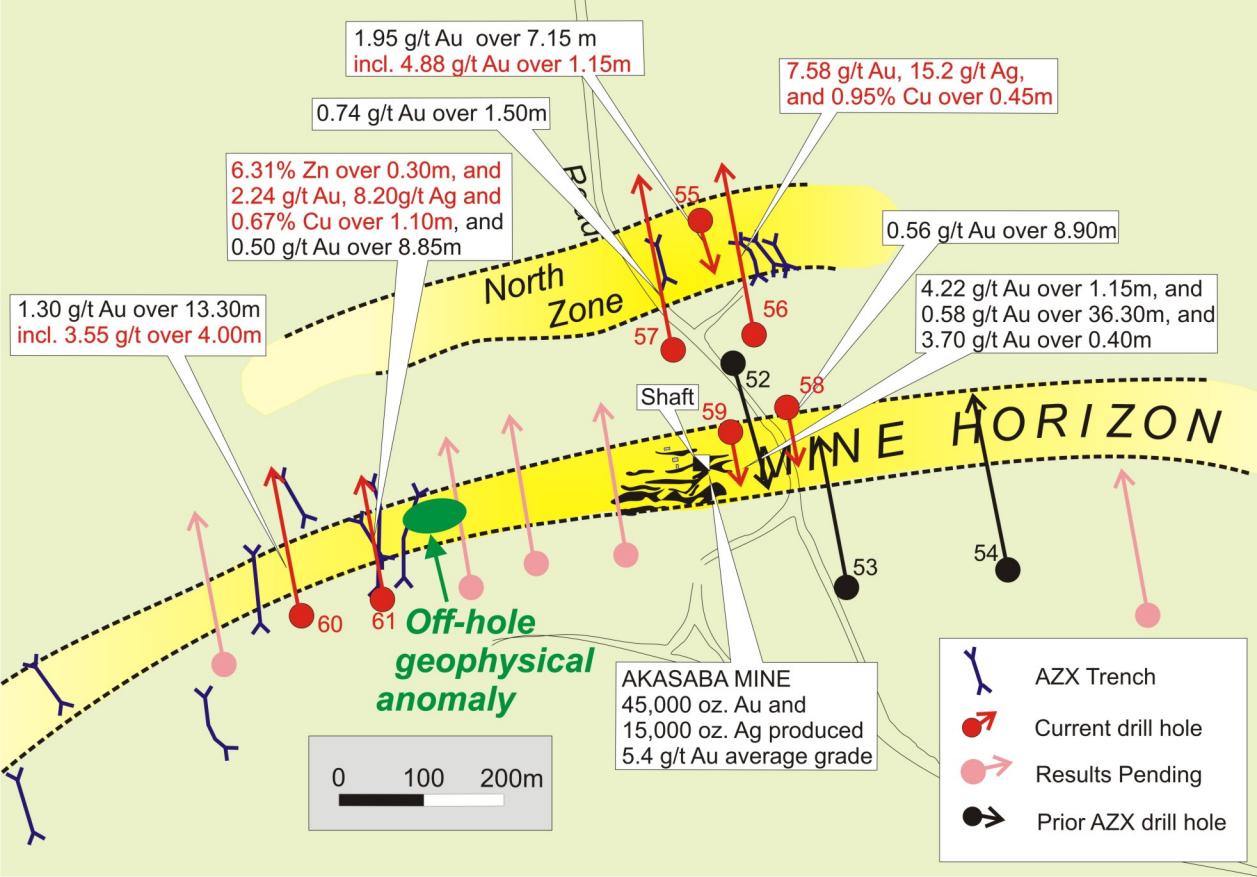 1.95 g/t Au over 7.15 m
incl. 4.88 g/t Au over 1.15m
7.58 g/t Au, 15.2 g/t Ag,
and 0.95% Cu over 0.45m
0.74 g/t Au over 1.50m
6.31% Zn over 0.30m, and
2.24 g/t Au, 8.20g/t Ag and
0.67% Cu over 1.10m, and
0.50 g/t Au over 8.85m
Road
55
0.56 g/t Au over 8.90m
North
Zone
4.22 g/t Au over 1.15m, and
0.58 g/t Au over 36.30m, and
3.70 g/t Au over 0.40m
1.30 g/t Au over 13.30m
incl. 3.55 g/t over 4.00m
57
56
52
58
Shaft
59
MINE HORIZON
53
54
60
61
Off-hole
geophysical
anomaly
AKASABA MINE
45,000 oz. Au and
15,000 oz. Ag produced
5.4 g/t Au average grade
0 100 200m
AZX Trench
Current drill hole
Results Pending
Prior AZX drill hole